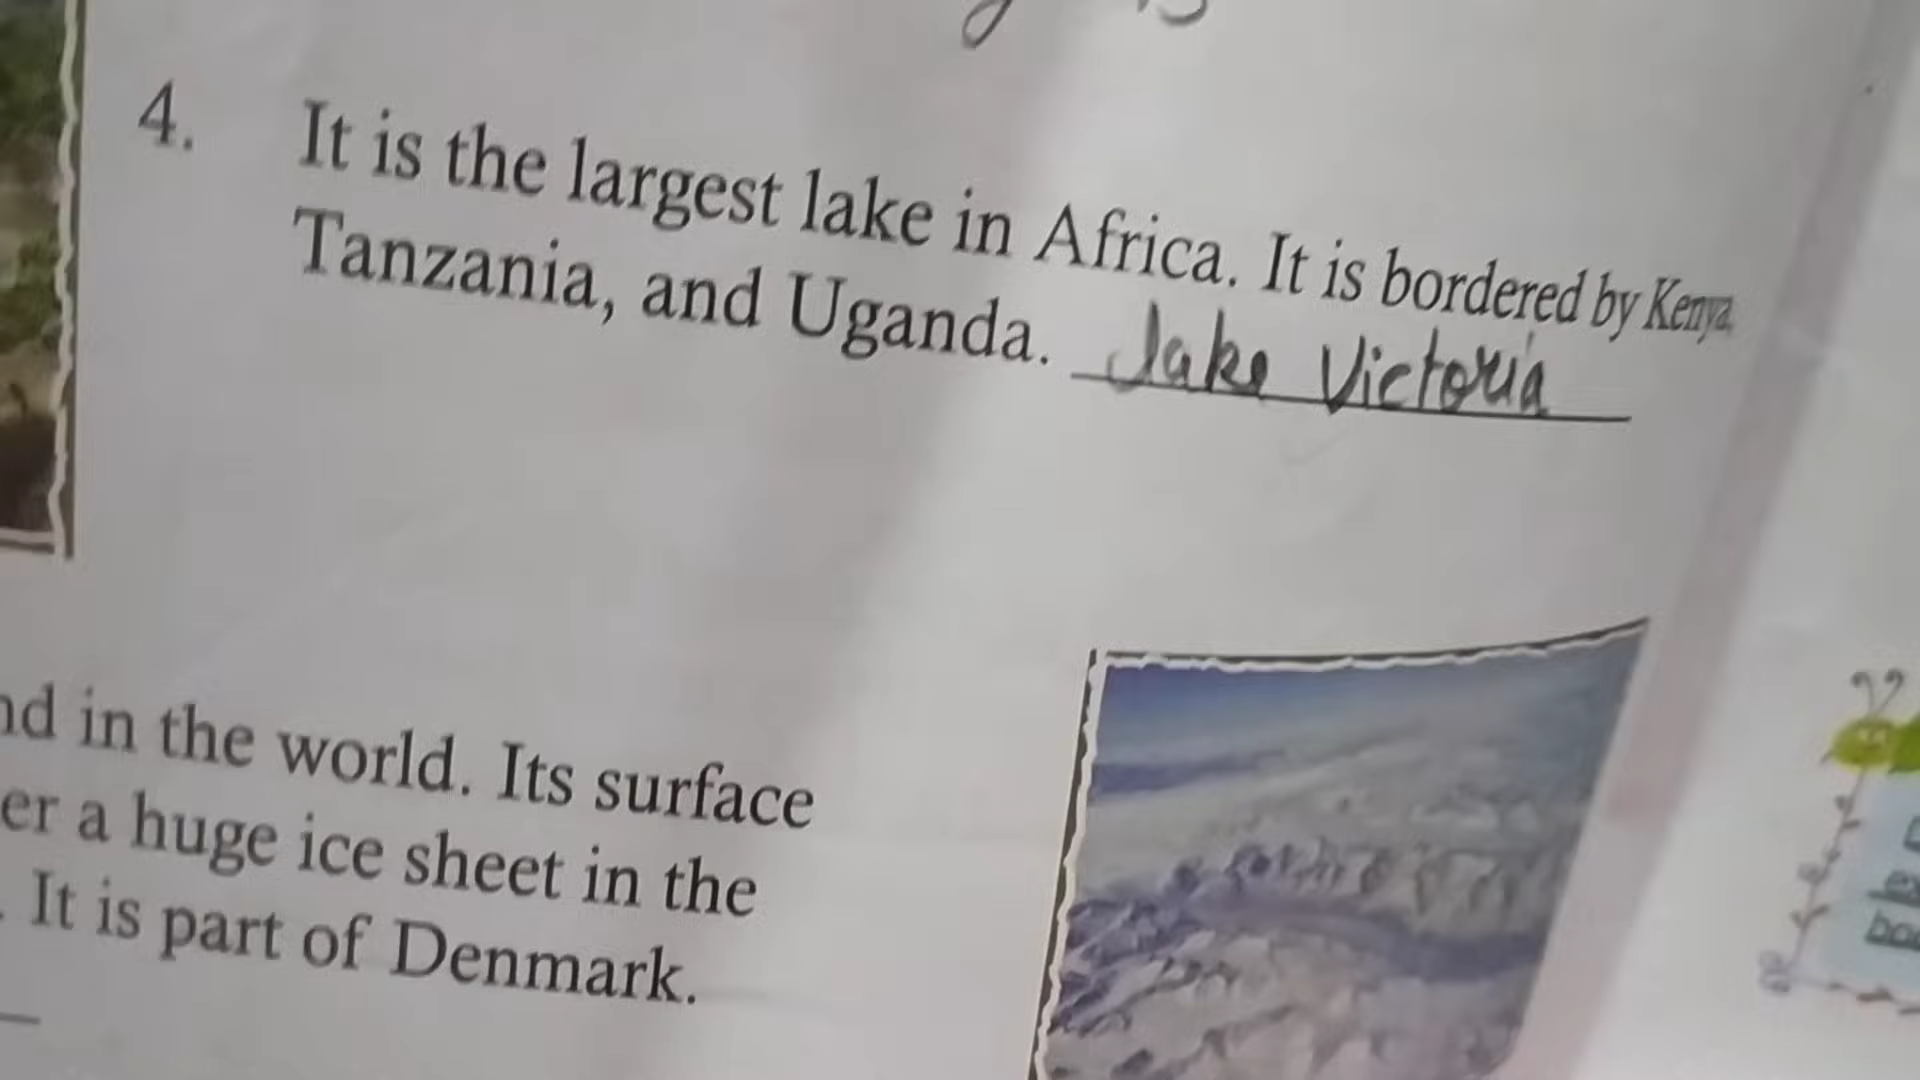 4. It is the largest lake in Africa. It is bordered by Kenya,
Tanzania, and Uganda. Lake Victoria
nd in the world. Its surface
er a huge ice sheet in the
. It is part of Denmark.